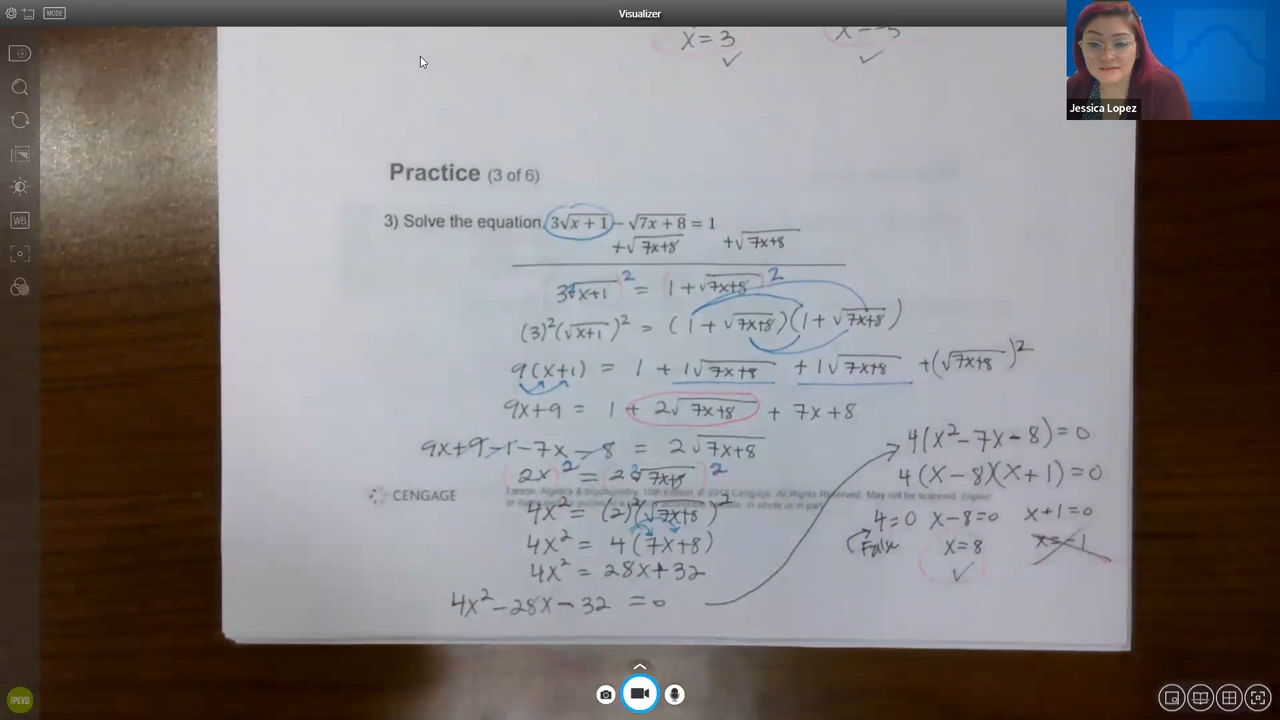 MODE
Visualizer
x = 3
Jessica Lopez
Practice (3 of 6)
3) Solve the equation. 3√x + 1 − √7x + 8 = 1
+√7x+8 +√7x+8
3√x+1 ² = 1 + √7x+8 ²
(3)²(√x+1)² = (1 + √7x+8)(1 + √7x+8)
9(x+1) = 1 + 1√7x+8 + 1√7x+8 + (√7x+8)²
9x+9 = 1 + 2√7x+8 + 7x+8
9x+9−1−7x−8 = 2√7x+8
2x ² = 2√7x+8 ²
CENGAGE
4x² = (2)²(√7x+8)²
4x² = 4(7x+8)
4x² = 28x+32
4x²−28x−32 = 0
4(x²−7x−8)=0
4(x−8)(x+1)=0
4=0 x−8=0 x+1=0
False x=8 x=−1
WB
IPEVO